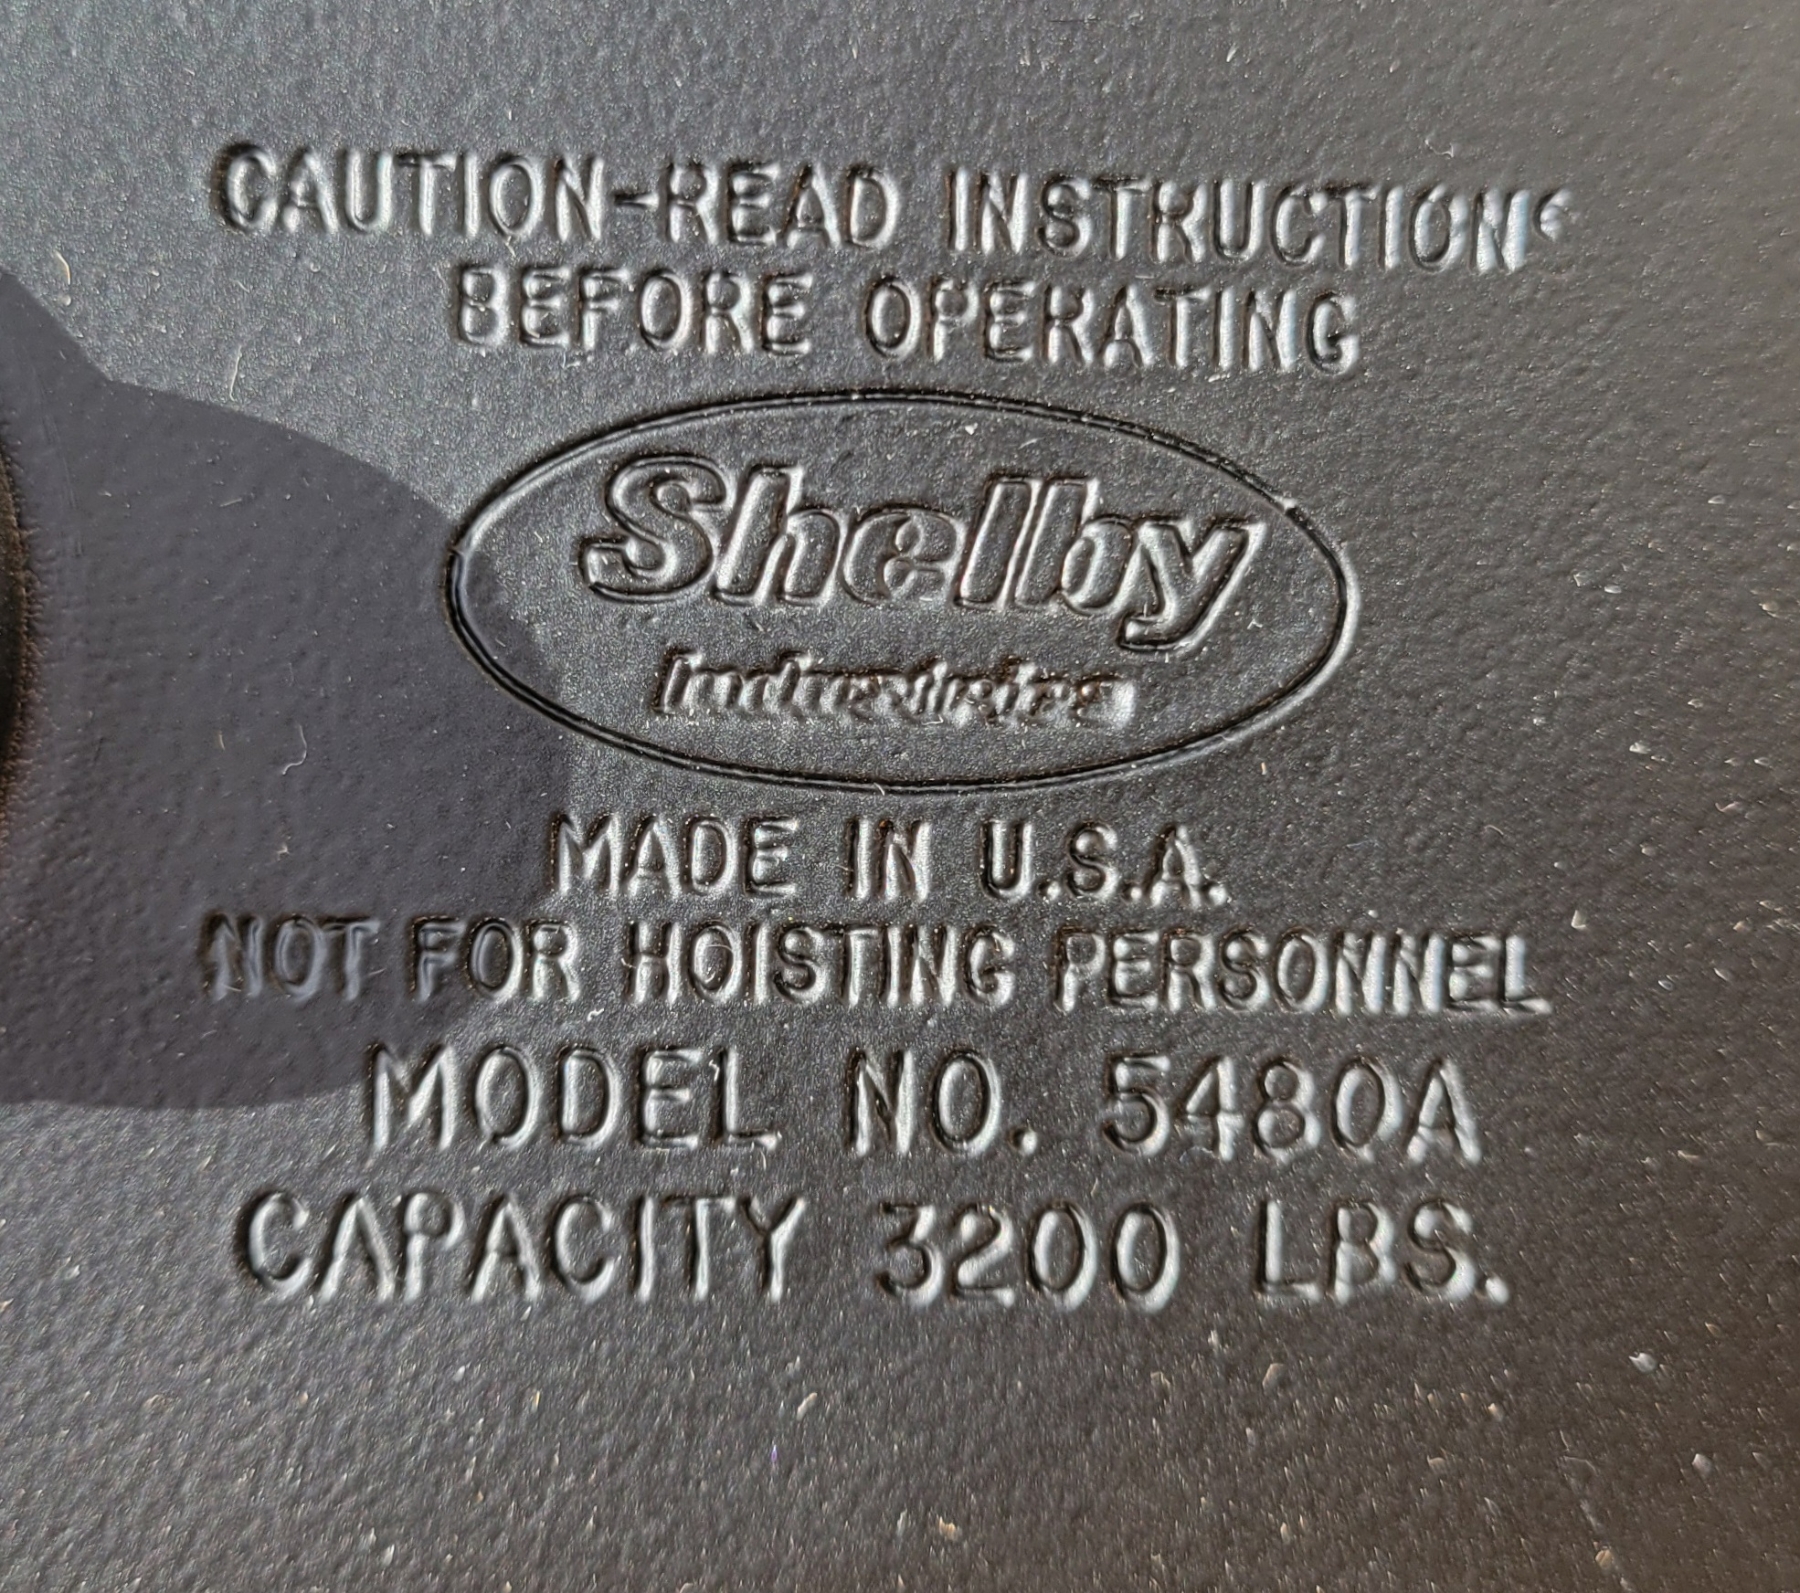 CAUTION-READ INSTRUCTIONS
BEFORE OPERATING
Shelby
Industries
MADE IN U.S.A.
NOT FOR HOISTING PERSONNEL
MODEL NO. 5480A
CAPACITY 3200 LBS.